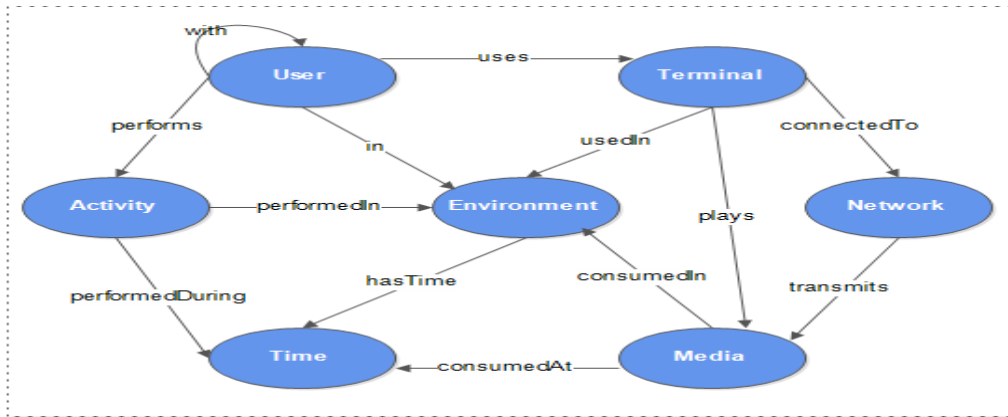 with
User
uses
Terminal
performs
in
usedIn
connectedTo
Activity
performedIn
Environment
plays
Network
performedDuring
hasTime
consumedIn
transmits
Time
consumedAt
Media